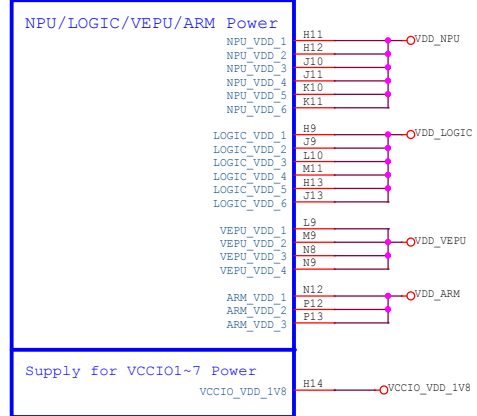 NPU/LOGIC/VEPU/ARM Power
NPU_VDD_1 H11 VDD_NPU
NPU_VDD_2 H12
NPU_VDD_3 J10
NPU_VDD_4 J11
NPU_VDD_5 K10
NPU_VDD_6 K11
LOGIC_VDD_1 H9 VDD_LOGIC
LOGIC_VDD_2 J9
LOGIC_VDD_3 L10
LOGIC_VDD_4 M11
LOGIC_VDD_5 H13
LOGIC_VDD_6 J13
VEPU_VDD_1 L9
VEPU_VDD_2 M9 VDD_VEPU
VEPU_VDD_3 N8
VEPU_VDD_4 N9
ARM_VDD_1 N12 VDD_ARM
ARM_VDD_2 P12
ARM_VDD_3 P13
Supply for VCCIO1~7 Power
VCCIO_VDD_1V8 H14 VCCIO_VDD_1V8